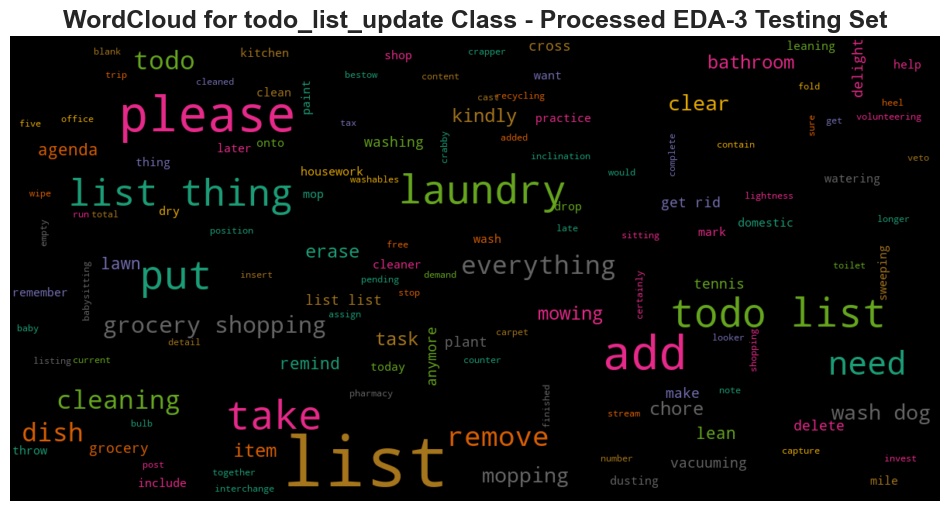 WordCloud for todo_list_update Class - Processed EDA-3 Testing Set
blank todo kitchen shop crapper cross leaning
trip cleaned bestow content want bathroom delight help
please clean paint cast recycling kindly clear fold heel
five office tax added practice sure get volunteering
agenda later onto washing crabby contain complete
thing housework inclination would veto
wipe list thing mop washables laundry get rid lightness watering
run total dry drop
position late sitting mark domestic longer
empty erase free wash
lawn cleaner everything toilet
remember babysitting put insert pending demand certainly tennis sweeping
list list stop mowing todo list
baby grocery shopping assign
detail task anymore plant carpet looker shopping
listing current remind today counter add need
pharmacy make note
cleaning take finished chore wash dog
bulb stream
dish remove lean delete
throw grocery item list capture
post mopping number vacuuming invest
include together dusting mile
interchange